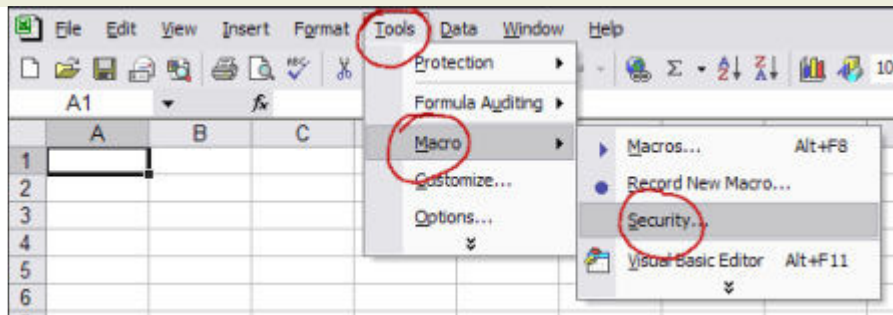 File Edit View Insert Format Tools Data Window Help
ABC Σ A Z Z A 10
A1 fx
Protection
Formula Auditing
Macro
Customize...
Options...
Macros... Alt+F8
Record New Macro...
Security...
Visual Basic Editor Alt+F11
A B C
1
2
3
4
5
6